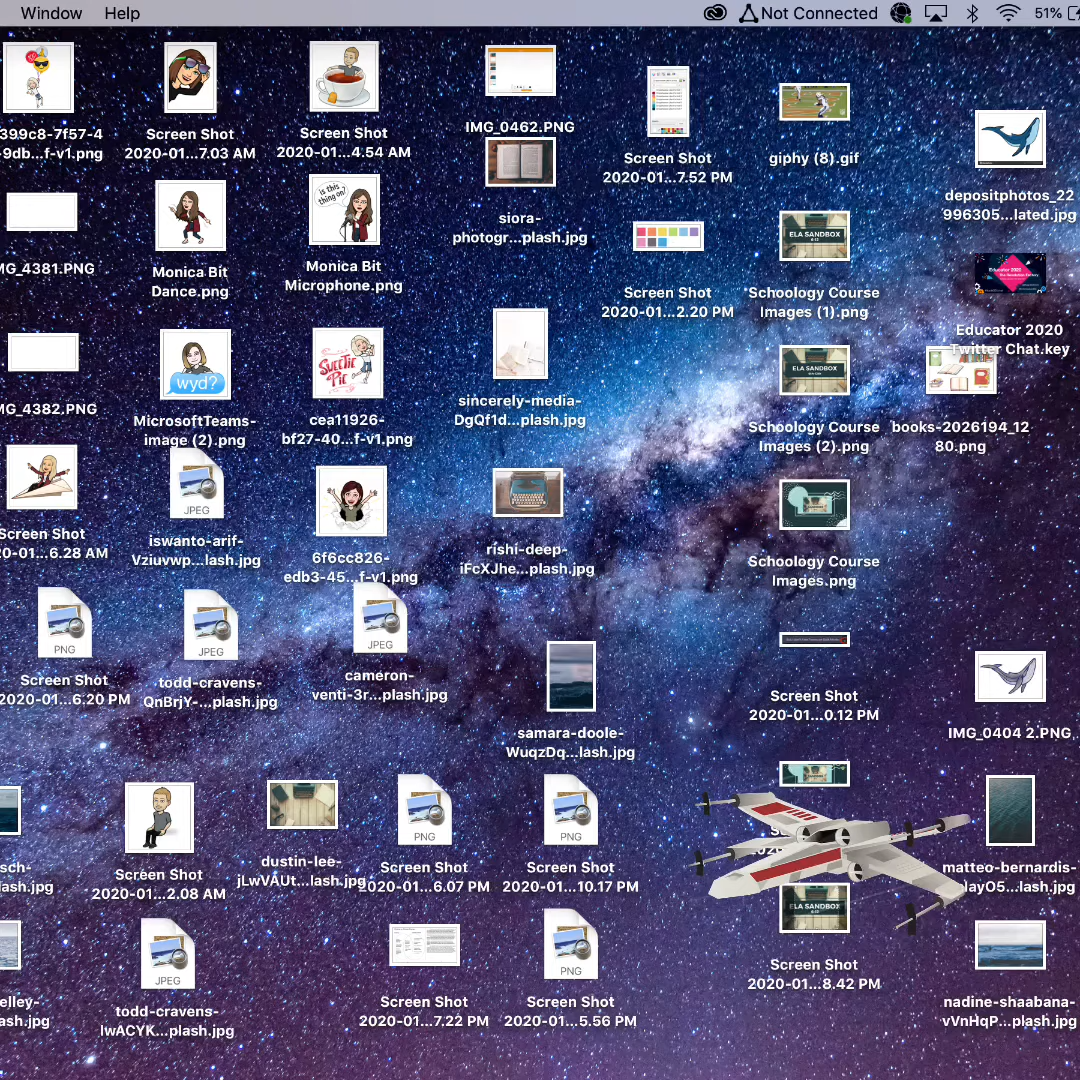 Window Help Not Connected 51%
399c8-7f57-4
-9db...f-v1.png
Screen Shot
2020-01...7.03 AM
Screen Shot
2020-01...4.54 AM
IMG_0462.PNG
Screen Shot
2020-01...7.52 PM
giphy (8).gif
depositphotos_22
996305...lated.jpg
MG_4381.PNG
Monica Bit
Dance.png
is this
thing on?
Monica Bit
Microphone.png
siora-
photogr...plash.jpg
Screen Shot
2020-01...2.20 PM
ELA SANDBOX
Schoology Course
Images (1).png
Educator 2020
Educator 2020
Twitter Chat.key
MG_4382.PNG
wyd?
MicrosoftTeams-
image (2).png
SWEETIE
PIE
cea11926-
bf27-40...f-v1.png
sincerely-media-
DgQf1d...plash.jpg
ELA SANDBOX
Schoology Course
Images (2).png
books-2026194_12
80.png
Screen Shot
20-01...6.28 AM
JPEG
iswanto-arif-
Vziuvwp...lash.jpg
6f6cc826-
edb3-45...f-v1.png
rishi-deep-
iFcXJhe...plash.jpg
Schoology Course
Images.png
PNG
Screen Shot
2020-01...6.20 PM
JPEG
todd-cravens-
QnBrjY-...plash.jpg
JPEG
cameron-
venti-3r...plash.jpg
samara-doole-
WuqzDq...lash.jpg
Screen Shot
2020-01...0.12 PM
IMG_0404 2.PNG
sch-
lash.jpg
Screen Shot
2020-01...2.08 AM
dustin-lee-
jLwVAUt...lash.jpg
PNG
Screen Shot
2020-01...6.07 PM
PNG
Screen Shot
2020-01...10.17 PM
matteo-bernardis-
layO5...lash.jpg
elley-
ash.jpg
JPEG
todd-cravens-
lwACYK...plash.jpg
Screen Shot
2020-01...7.22 PM
PNG
Screen Shot
2020-01...5.56 PM
ELA SANDBOX
Screen Shot
2020-01...8.42 PM
nadine-shaabana-
vVnHqP...plash.jpg